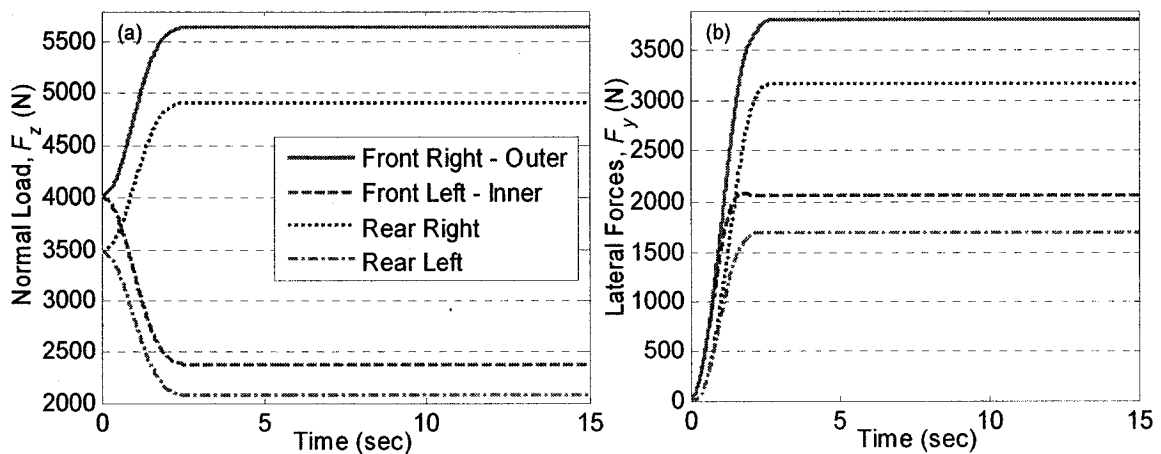 (a)
Normal Load, F_z (N)
5500
5000
4500
4000
3500
3000
2500
2000
0
5
10
15
Time (sec)
Front Right - Outer
Front Left - Inner
Rear Right
Rear Left
(b)
Lateral Forces, F_y (N)
3500
3000
2500
2000
1500
1000
500
0
0
5
10
15
Time (sec)